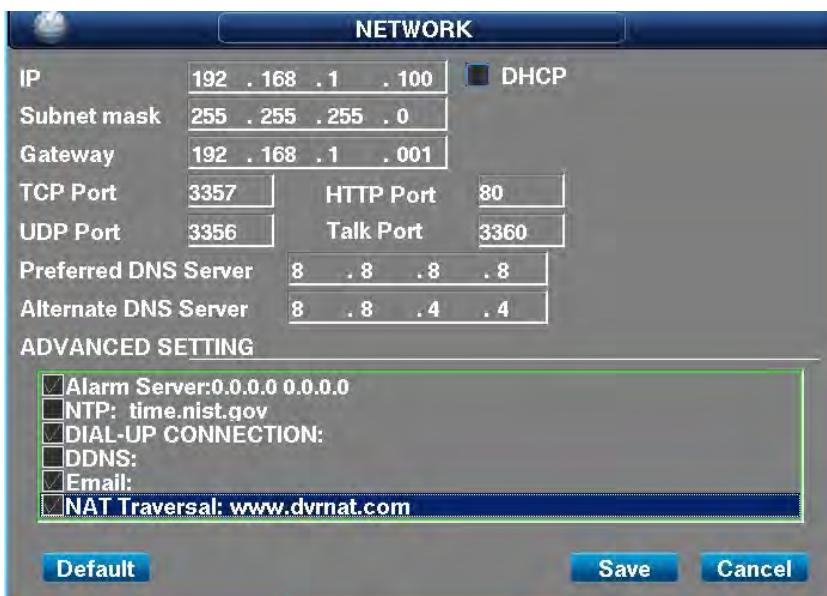 NETWORK
IP 192 . 168 . 1 . 100 DHCP
Subnet mask 255 . 255 . 255 . 0
Gateway 192 . 168 . 1 . 001
TCP Port 3357 HTTP Port 80
UDP Port 3356 Talk Port 3360
Preferred DNS Server 8 . 8 . 8 . 8
Alternate DNS Server 8 . 8 . 4 . 4
ADVANCED SETTING
Alarm Server:0.0.0.0 0.0.0.0
NTP: time.nist.gov
DIAL-UP CONNECTION:
DDNS:
Email:
NAT Traversal: www.dvrnat.com
Default Save Cancel